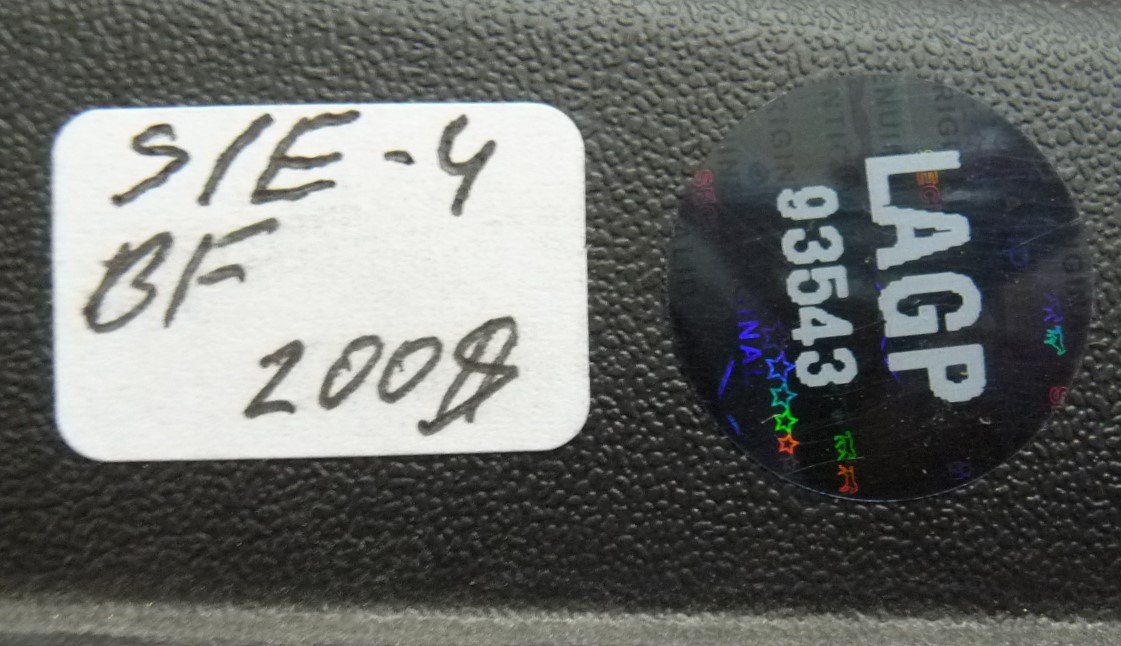 SIE-4
BF
2008
LAGP
93543